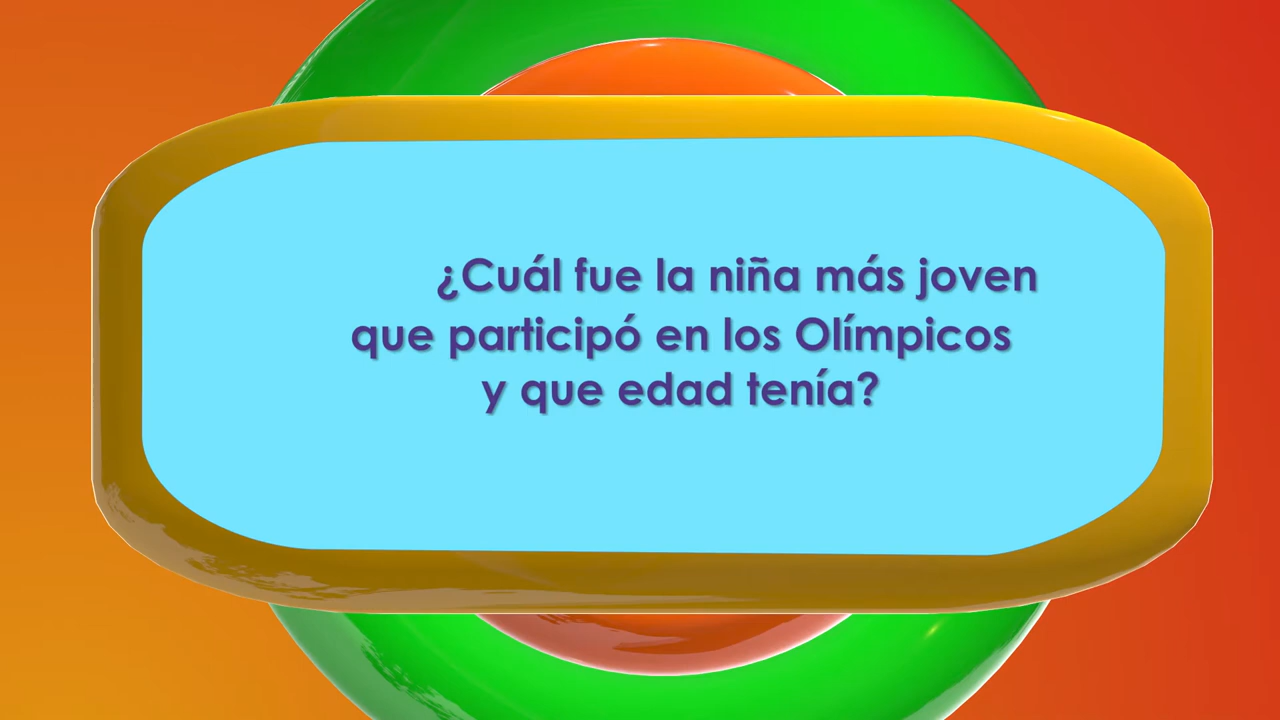 ¿Cuál fue la niña más joven
que participó en los Olímpicos
y que edad tenía?